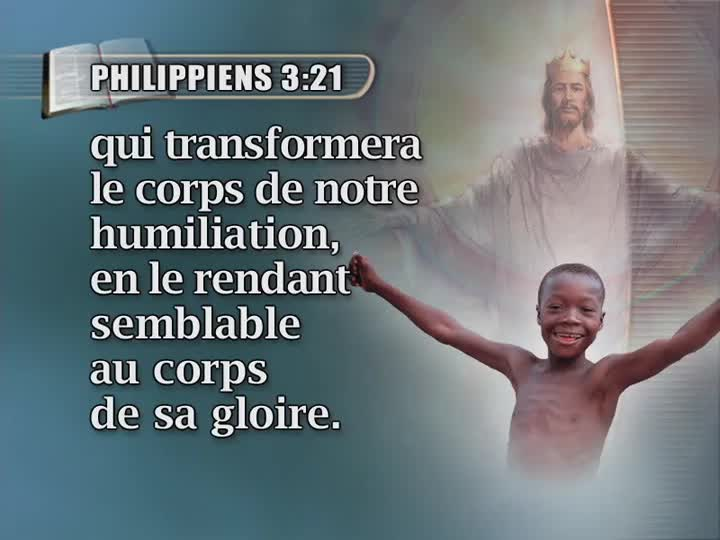 PHILIPPIENS 3:21
qui transformera
le corps de notre
humiliation,
en le rendant
semblable
au corps
de sa gloire.